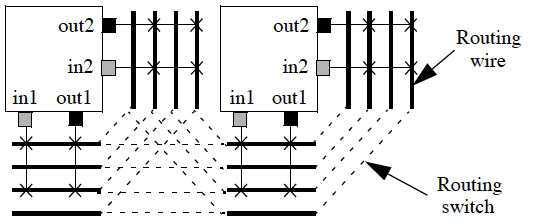 out2
in2
in1 out1
out2
in2
in1 out1
Routing
wire
Routing
switch